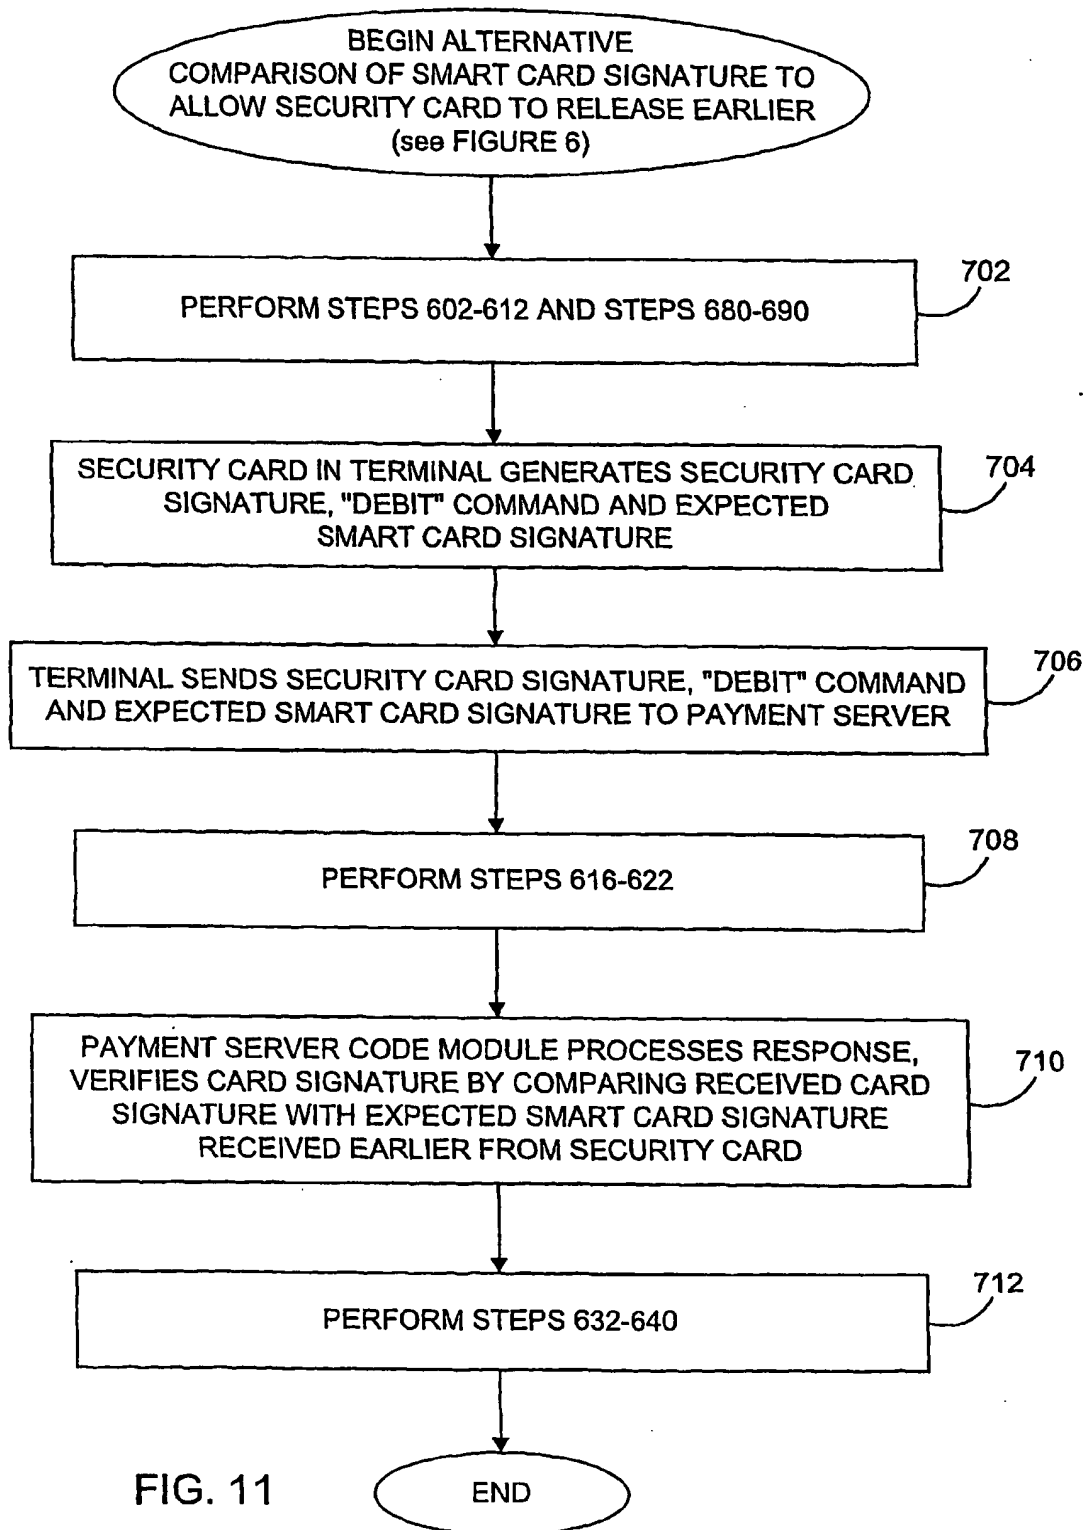 BEGIN ALTERNATIVE
COMPARISON OF SMART CARD SIGNATURE TO
ALLOW SECURITY CARD TO RELEASE EARLIER
(see FIGURE 6)
702
PERFORM STEPS 602-612 AND STEPS 680-690
704
SECURITY CARD IN TERMINAL GENERATES SECURITY CARD
SIGNATURE, "DEBIT" COMMAND AND EXPECTED
SMART CARD SIGNATURE
706
TERMINAL SENDS SECURITY CARD SIGNATURE, "DEBIT" COMMAND
AND EXPECTED SMART CARD SIGNATURE TO PAYMENT SERVER
708
PERFORM STEPS 616-622
710
PAYMENT SERVER CODE MODULE PROCESSES RESPONSE,
VERIFIES CARD SIGNATURE BY COMPARING RECEIVED CARD
SIGNATURE WITH EXPECTED SMART CARD SIGNATURE
RECEIVED EARLIER FROM SECURITY CARD
712
PERFORM STEPS 632-640
FIG. 11
END